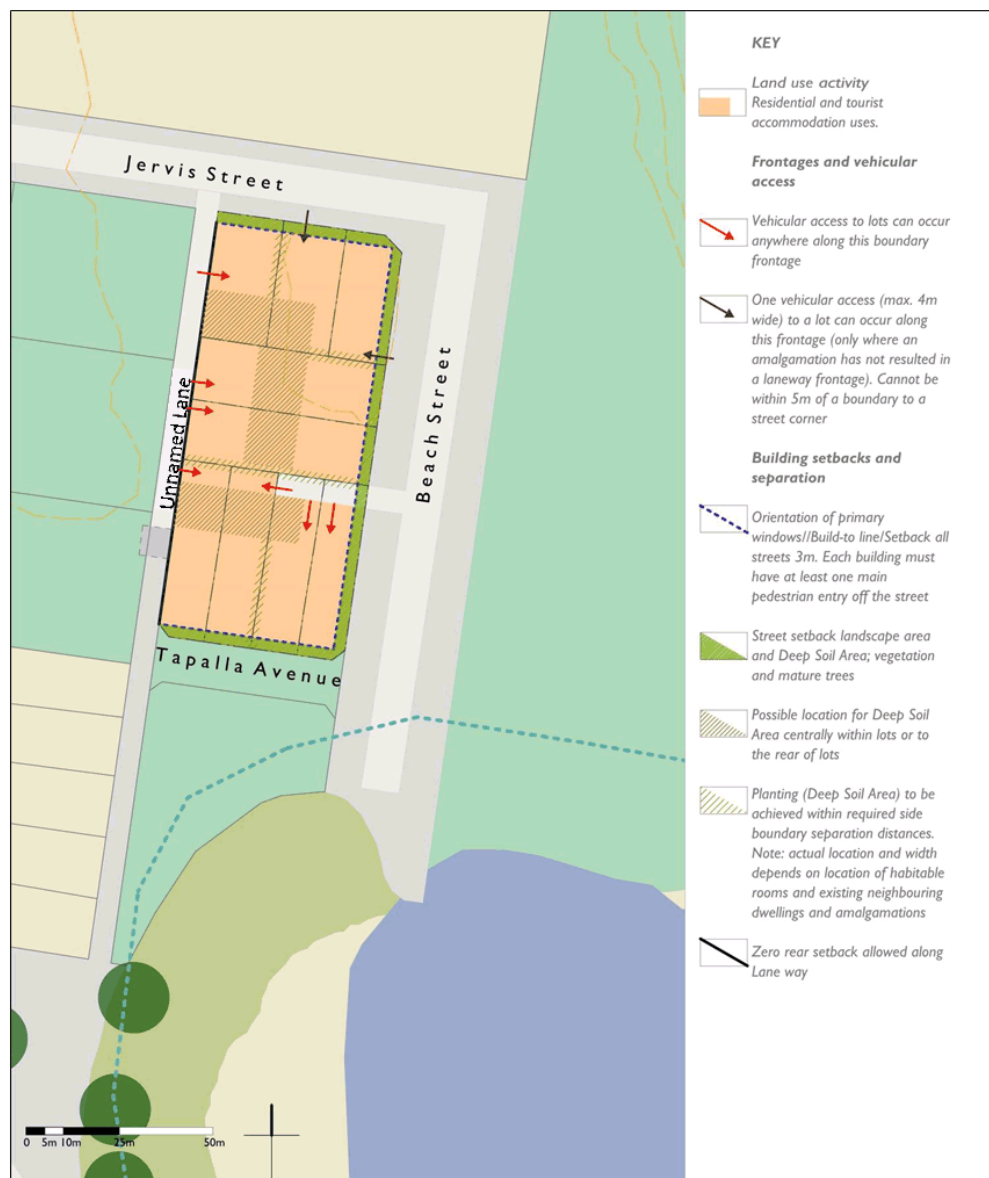 Jervis Street
Unnamed Lane
Beach Street
Tapalla Avenue
0 5m 10m 25m 50m
KEY
Land use activity
Residential and tourist
accommodation uses.
Frontages and vehicular
access
Vehicular access to lots can occur
anywhere along this boundary
frontage
One vehicular access (max. 4m
wide) to a lot can occur along
this frontage (only where an
amalgamation has not resulted in
a laneway frontage). Cannot be
within 5m of a boundary to a
street corner
Building setbacks and
separation
Orientation of primary
windows//Build-to line/Setback all
streets 3m. Each building must
have at least one main
pedestrian entry off the street
Street setback landscape area
and Deep Soil Area; vegetation
and mature trees
Possible location for Deep Soil
Area centrally within lots or to
the rear of lots
Planting (Deep Soil Area) to be
achieved within required side
boundary separation distances.
Note: actual location and width
depends on location of habitable
rooms and existing neighbouring
dwellings and amalgamations
Zero rear setback allowed along
Lane way